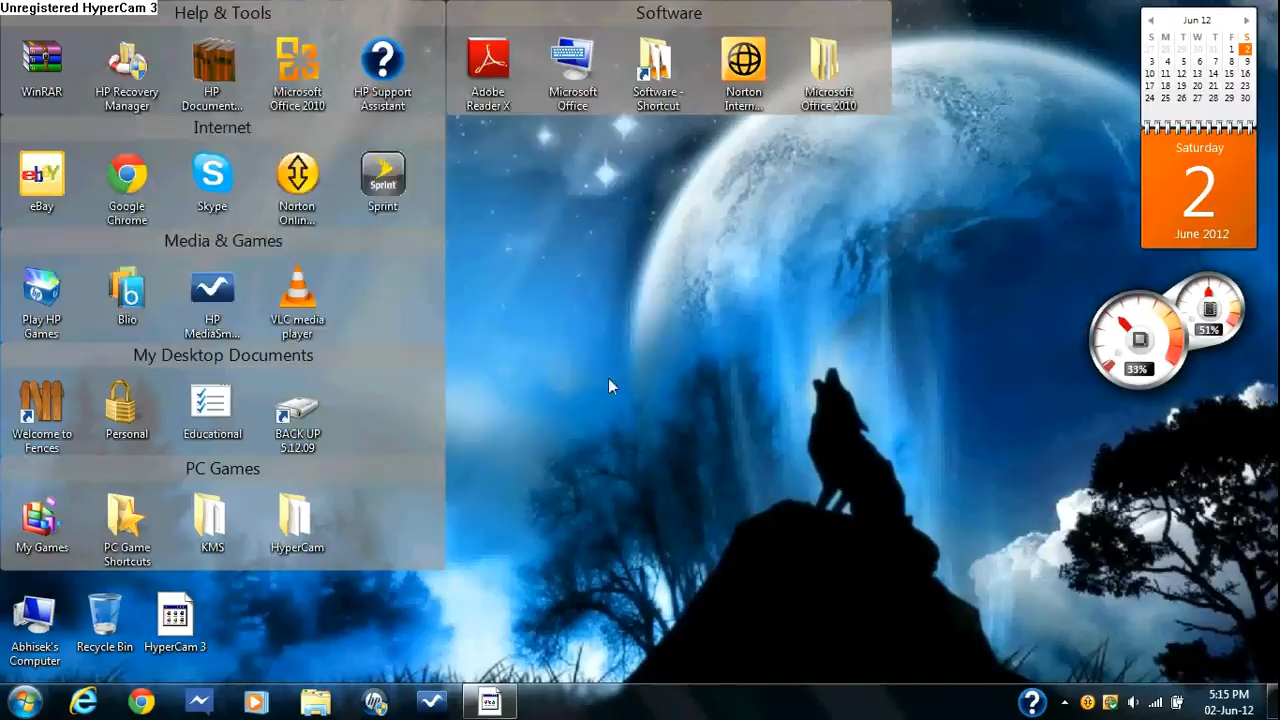 Unregistered HyperCam 3
Help & Tools
WinRAR
HP Recovery
Manager
HP
Document...
Microsoft
Office 2010
HP Support
Assistant
Internet
eBay
Google
Chrome
Skype
Norton
Onlin...
Sprint
Sprint
Media & Games
Play HP
Games
Blio
HP
MediaSm...
VLC media
player
My Desktop Documents
Welcome to
Fences
Personal
Educational
BACK UP
5.12.09
PC Games
My Games
PC Game
Shortcuts
KMS
HyperCam
Abhisek's
Computer
Recycle Bin
HyperCam 3
Software
Adobe
Reader X
Microsoft
Office
Software -
Shortcut
Norton
Intern...
Microsoft
Office 2010
Jun 12
S M T W T F S
27 28 29 30 31 1 2
3 4 5 6 7 8 9
10 11 12 13 14 15 16
17 18 19 20 21 22 23
24 25 26 27 28 29 30
Saturday
2
June 2012
51%
33%
5:15 PM
02-Jun-12